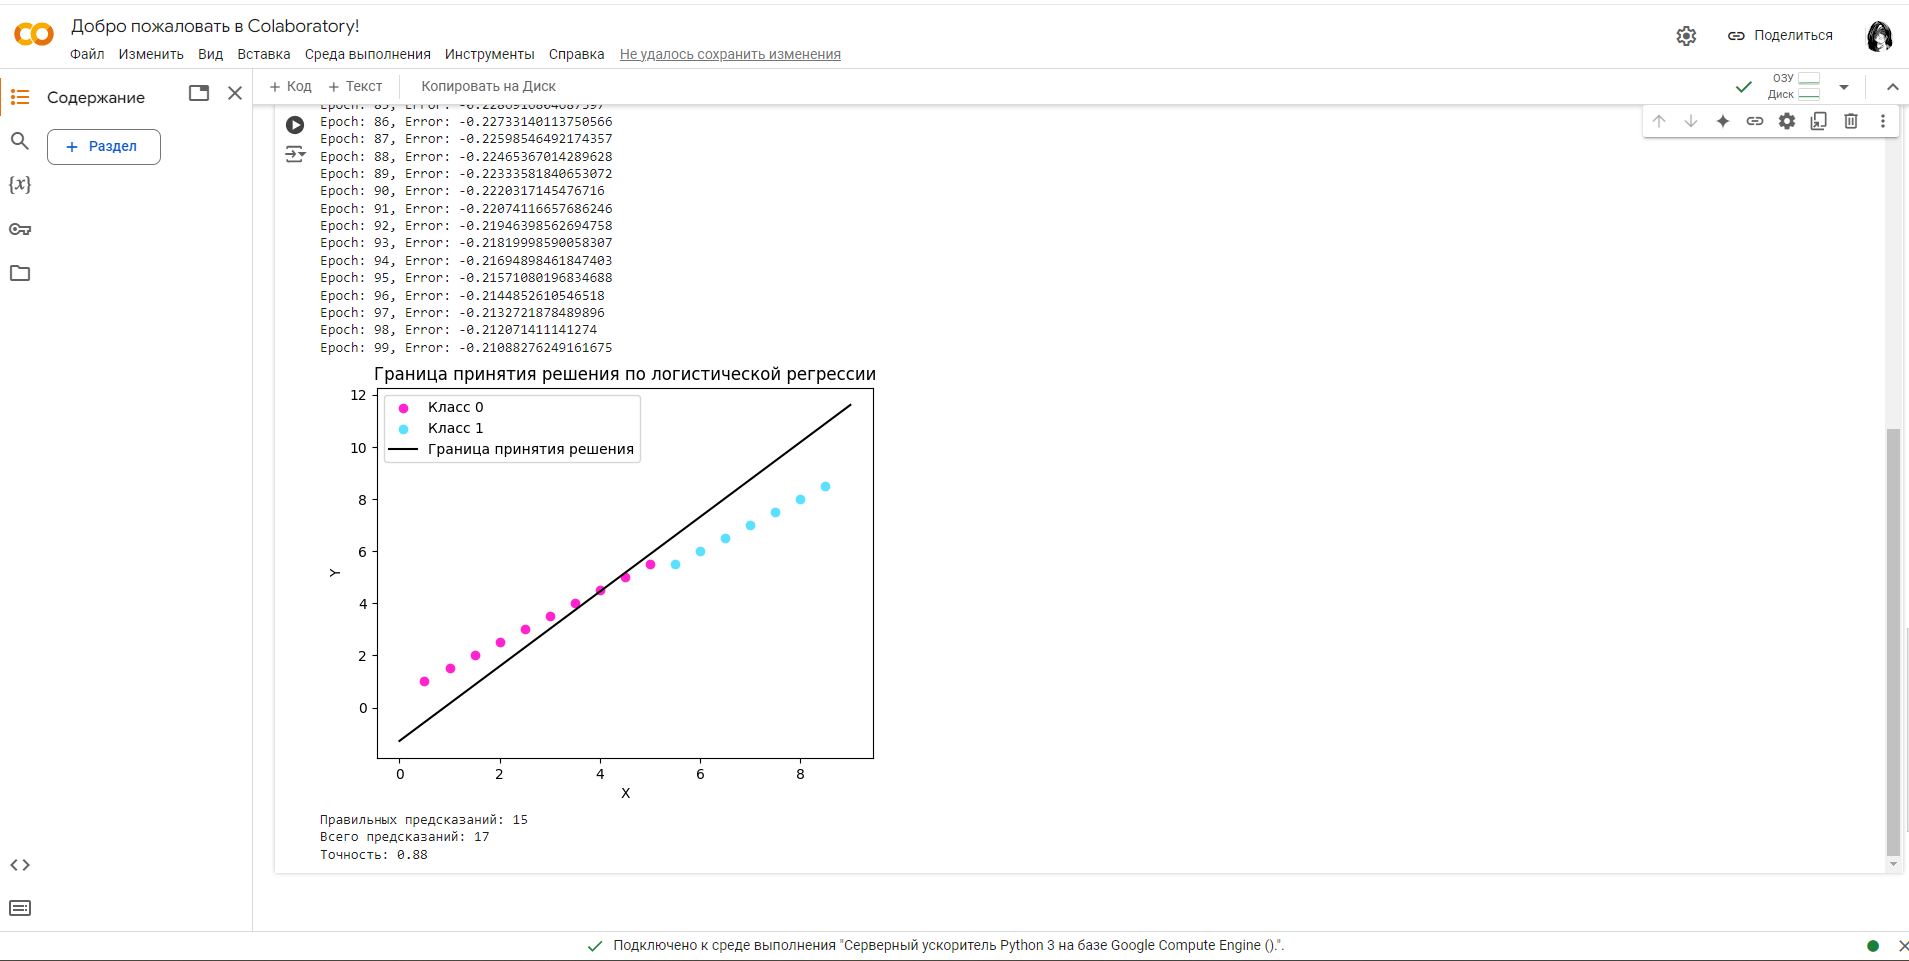 Добро пожаловать в Colaboratory!
Файл Изменить Вид Вставка Среда выполнения Инструменты Справка Не удалось сохранить изменения
Поделиться
Содержание
+ Код + Текст Копировать на Диск
ОЗУ
Диск
+ Раздел
{x}
Epoch: 85, Error: -0.2286916804687597
Epoch: 86, Error: -0.22733140113750566
Epoch: 87, Error: -0.22598546492174357
Epoch: 88, Error: -0.22465367014289628
Epoch: 89, Error: -0.22333581840653072
Epoch: 90, Error: -0.2220317145476716
Epoch: 91, Error: -0.22074116657686246
Epoch: 92, Error: -0.21946398562694758
Epoch: 93, Error: -0.21819998590058307
Epoch: 94, Error: -0.21694898461847403
Epoch: 95, Error: -0.21571080196834688
Epoch: 96, Error: -0.2144852610546518
Epoch: 97, Error: -0.2132721878489896
Epoch: 98, Error: -0.212071411141274
Epoch: 99, Error: -0.21088276249161675
Граница принятия решения по логистической регрессии
Класс 0
Класс 1
Граница принятия решения
12
10
8
6
4
2
0
Y
0 2 4 6 8
X
Правильных предсказаний: 15
Всего предсказаний: 17
Точность: 0.88
Подключено к среде выполнения "Серверный ускоритель Python 3 на базе Google Compute Engine ().".